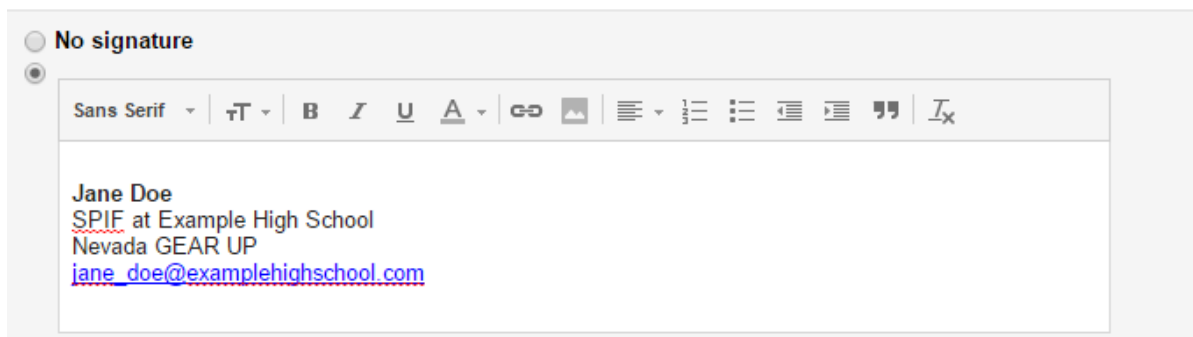 No signature
Sans Serif
Jane Doe
SPIF at Example High School
Nevada GEAR UP
jane_doe@examplehighschool.com